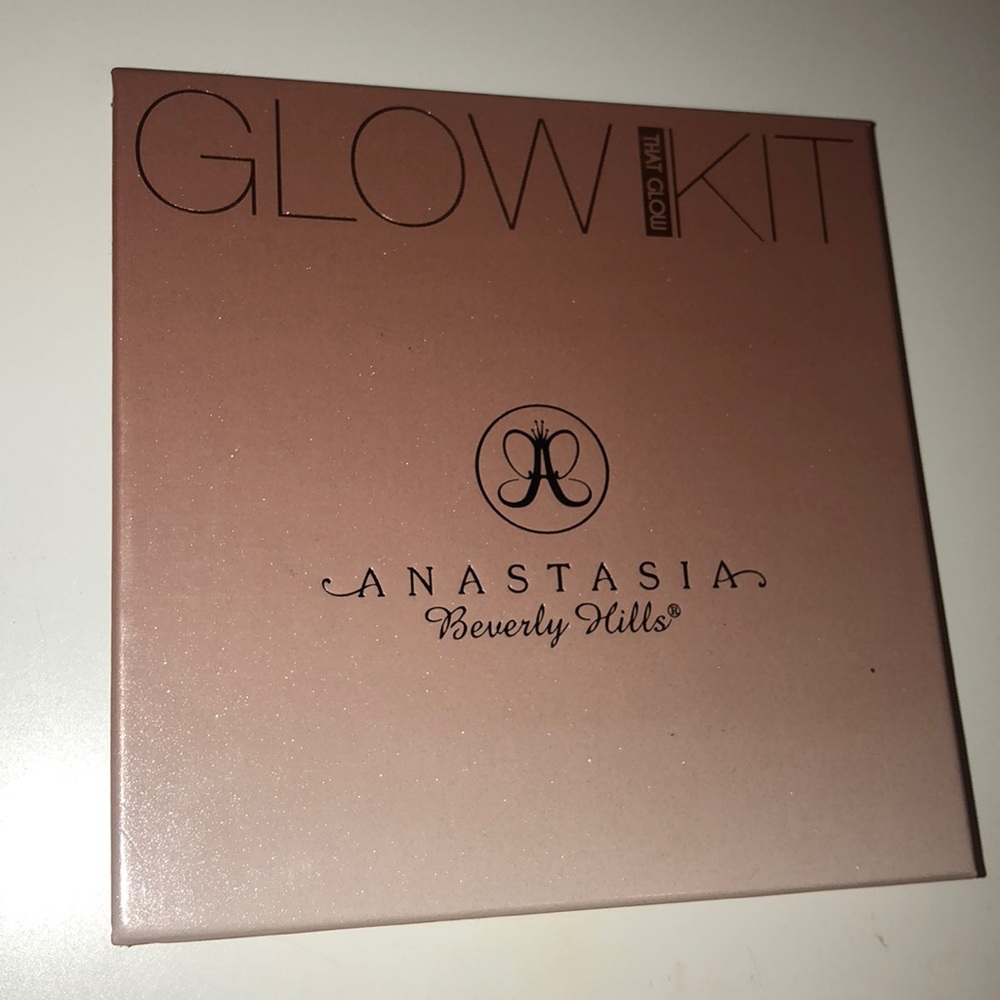 GLOW THAT GLOW KIT
A
ANASTASIA
Beverly Hills®